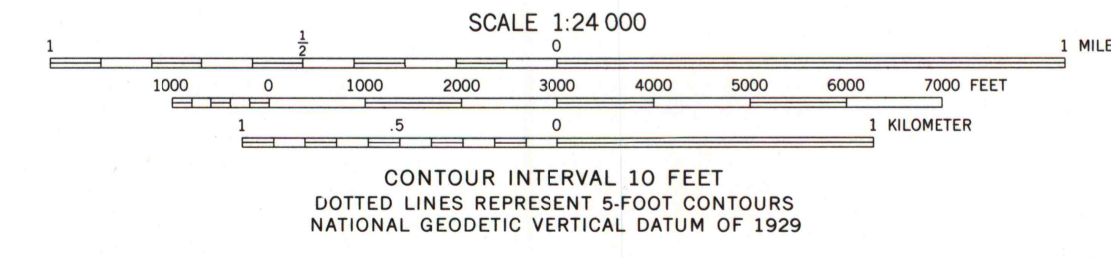 SCALE 1:24 000
1 1/2 0 1 MILE
1000 0 1000 2000 3000 4000 5000 6000 7000 FEET
1 .5 0 1 KILOMETER
CONTOUR INTERVAL 10 FEET
DOTTED LINES REPRESENT 5-FOOT CONTOURS
NATIONAL GEODETIC VERTICAL DATUM OF 1929